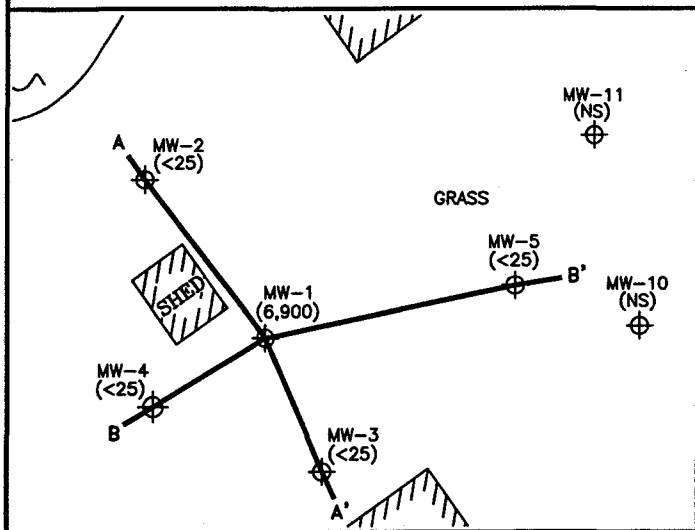 MW-11
(NS)
A
MW-2
(<25)
GRASS
MW-5
(<25)
B'
MW-10
(NS)
SHED
MW-1
(6,900)
MW-4
(<25)
B
MW-3
(<25)
A'